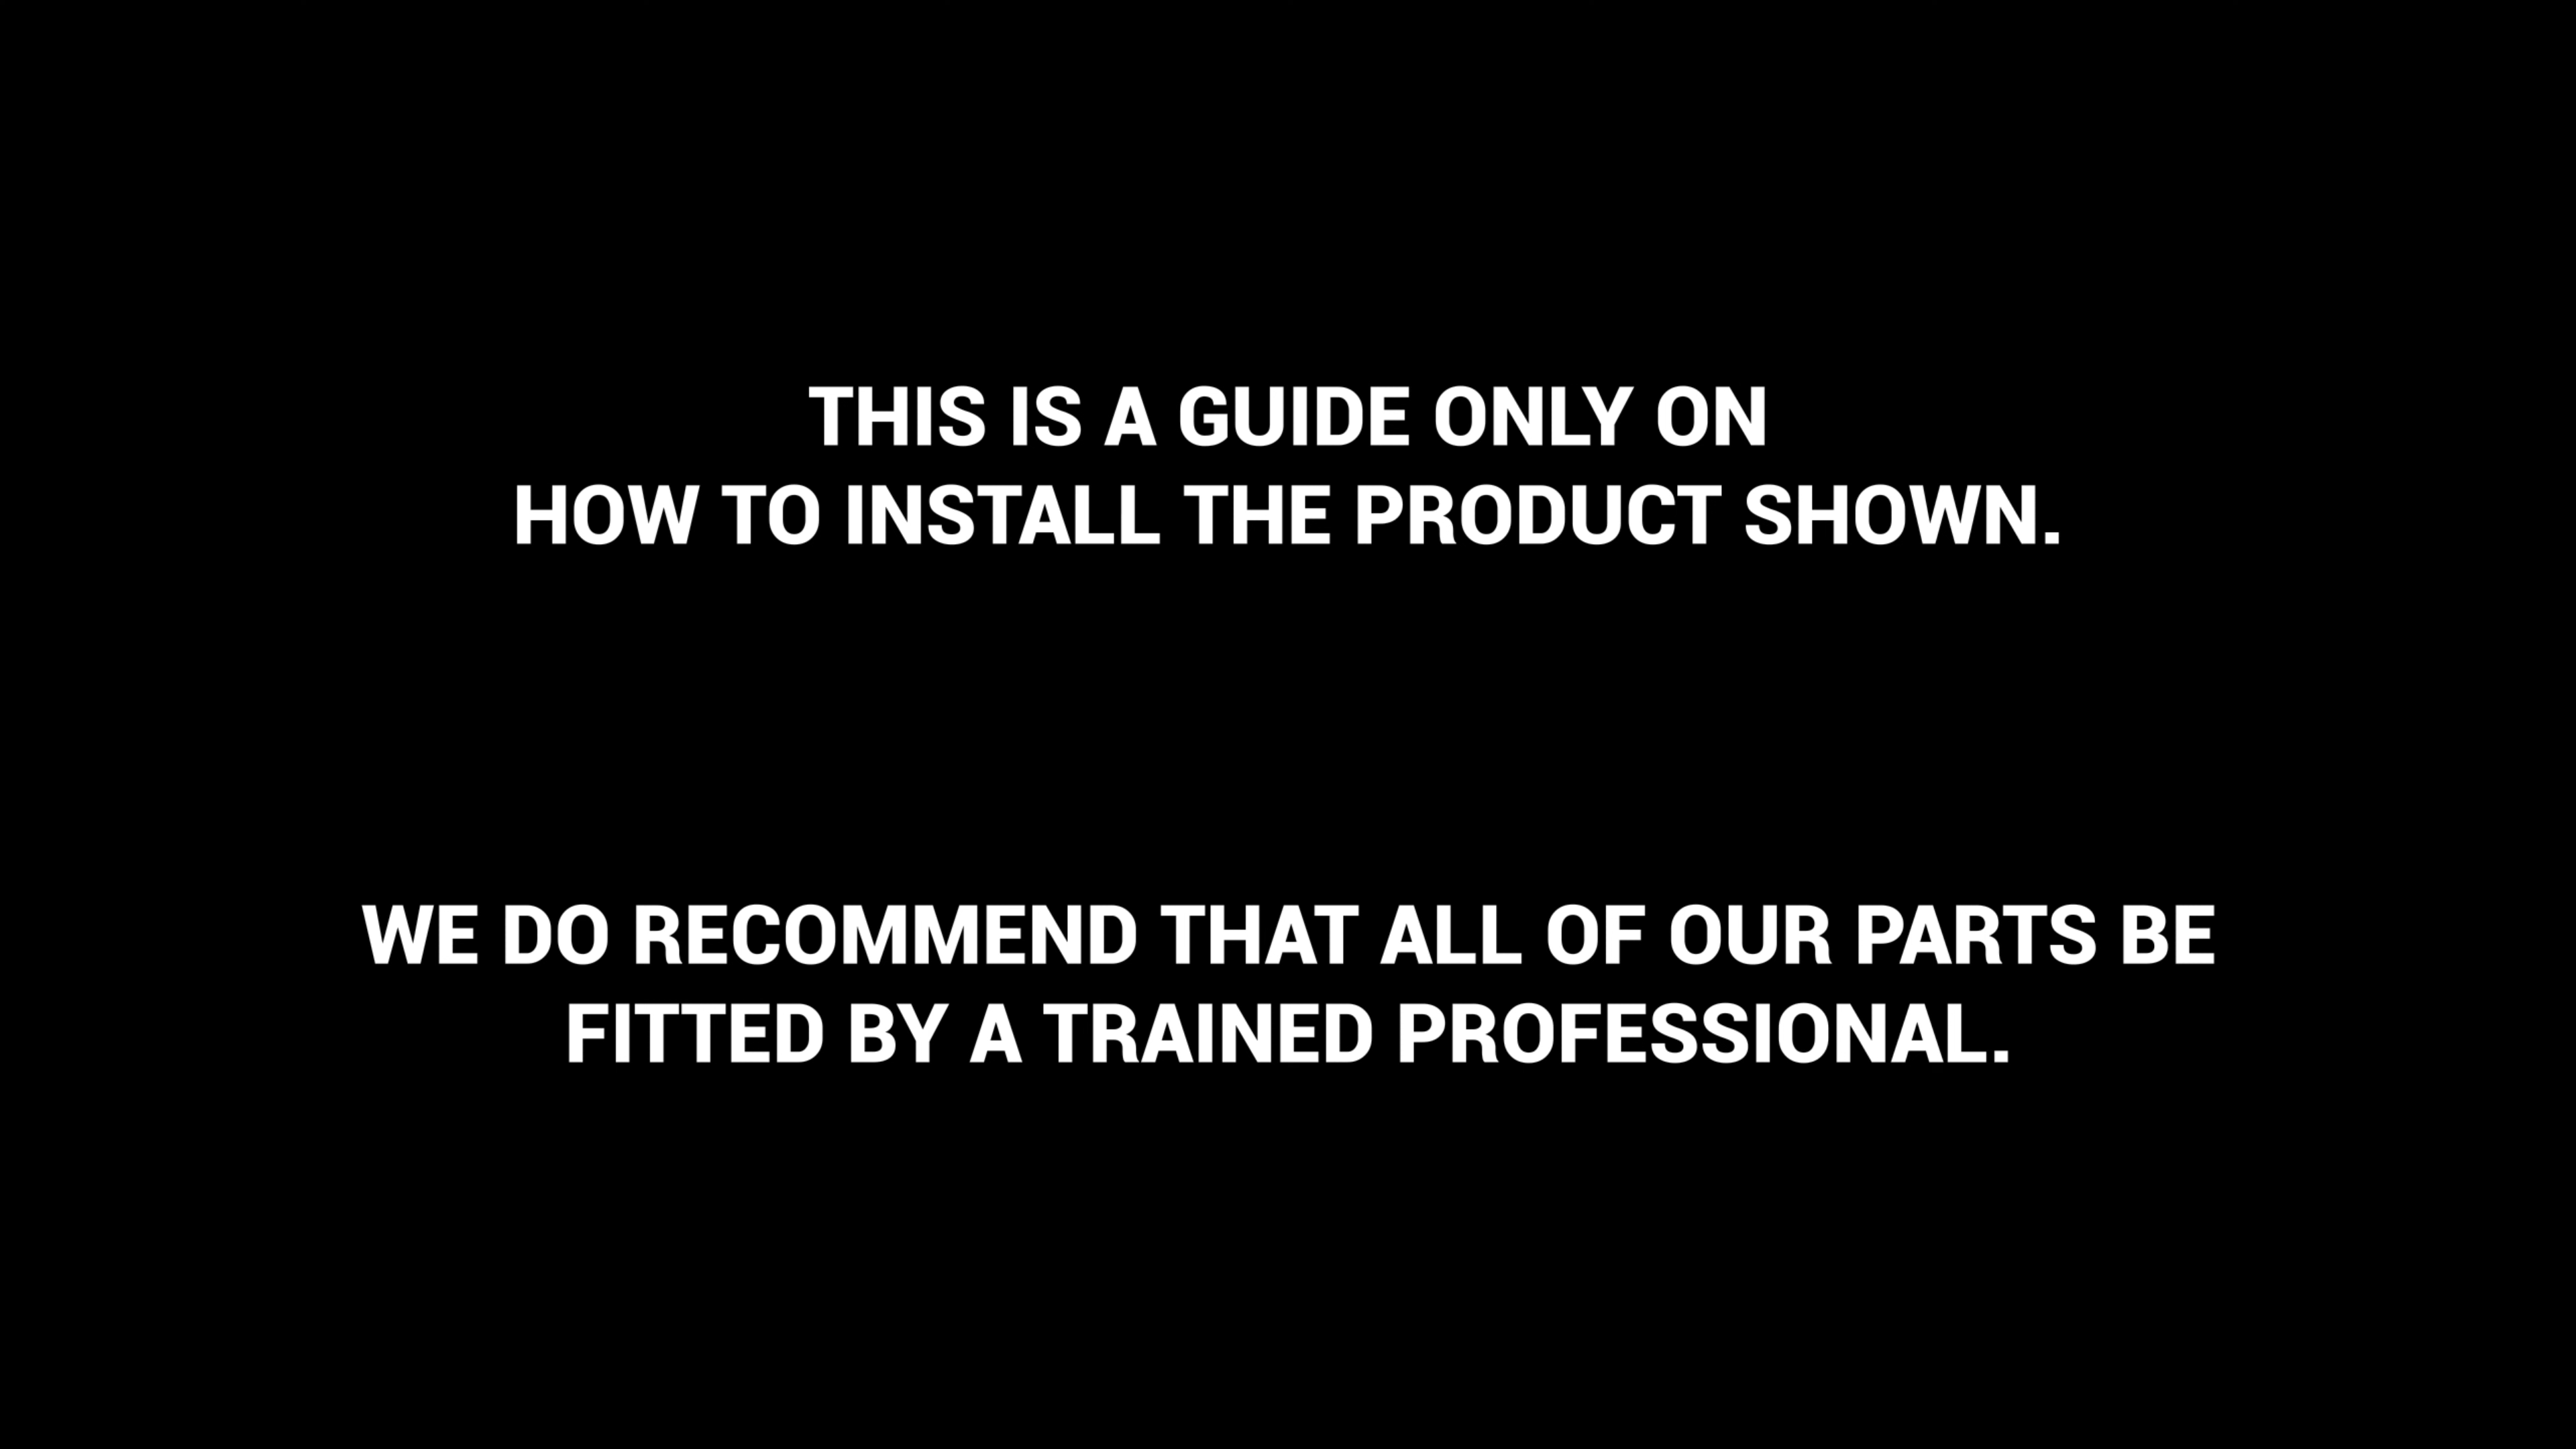 THIS IS A GUIDE ONLY ON
HOW TO INSTALL THE PRODUCT SHOWN.
WE DO RECOMMEND THAT ALL OF OUR PARTS BE
FITTED BY A TRAINED PROFESSIONAL.